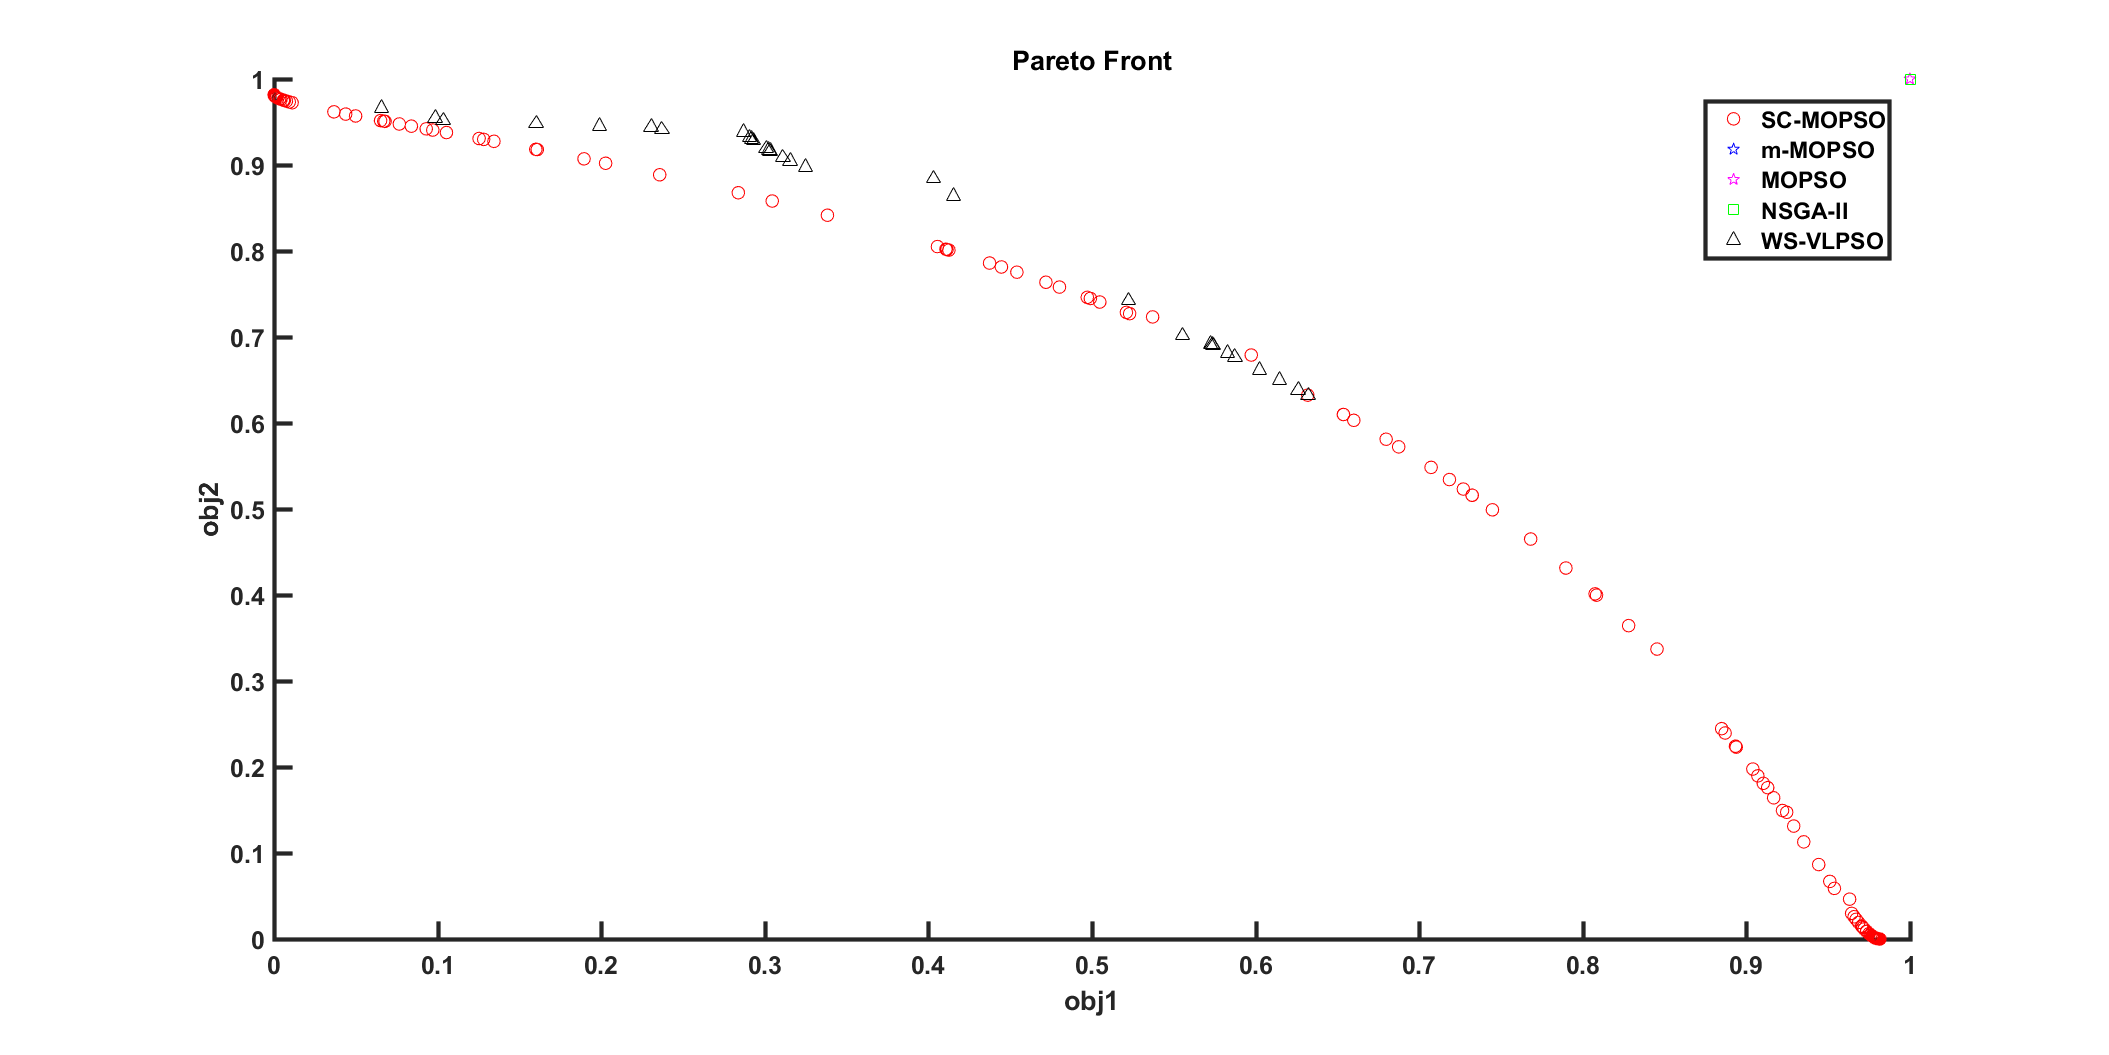 Pareto Front
SC-MOPSO
m-MOPSO
MOPSO
NSGA-II
WS-VLPSO
obj2
1
0.9
0.8
0.7
0.6
0.5
0.4
0.3
0.2
0.1
0
0 0.1 0.2 0.3 0.4 0.5 0.6 0.7 0.8 0.9 1
obj1